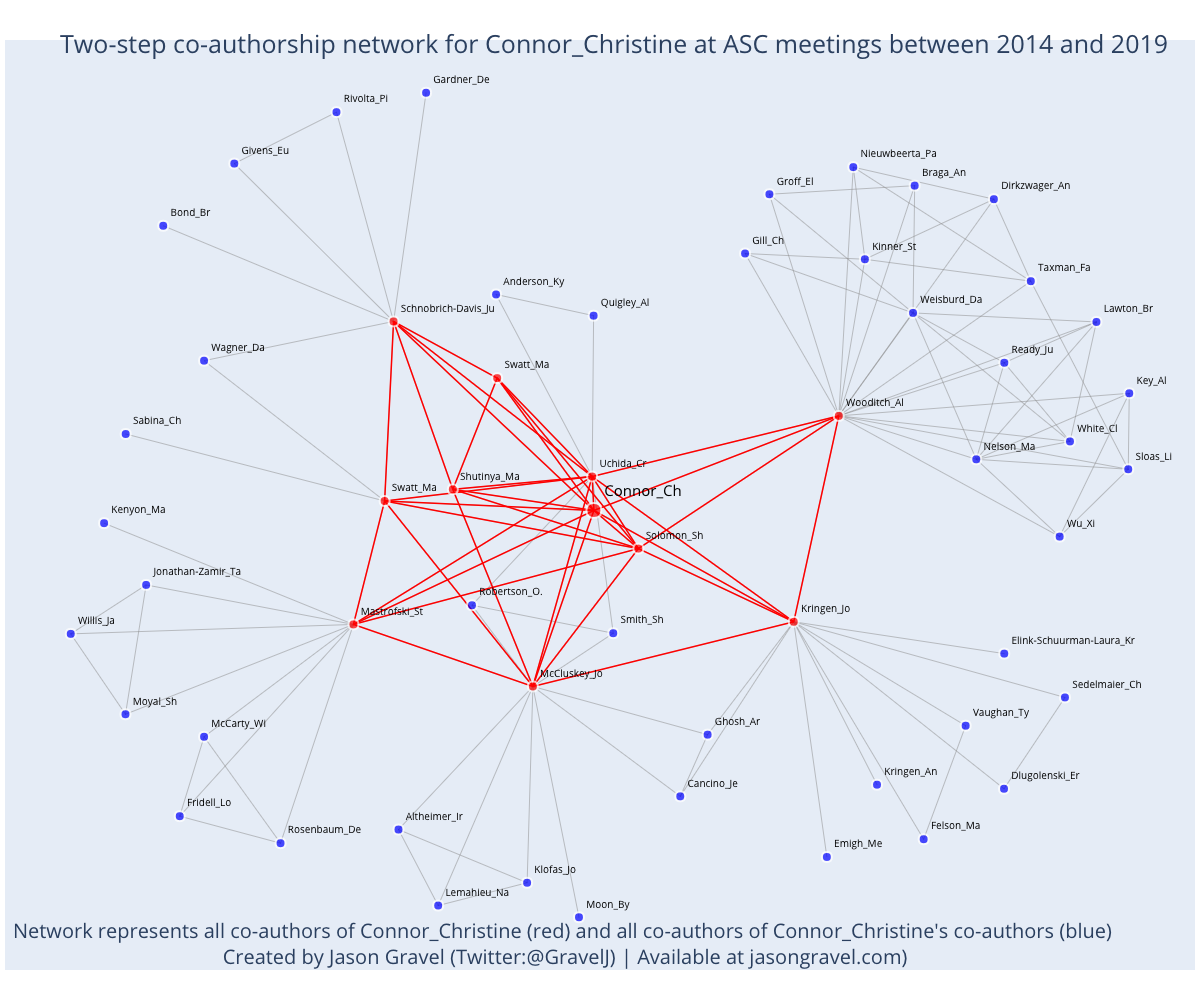 Two-step co-authorship network for Connor_Christine at ASC meetings between 2014 and 2019
Gardner_De
Rivolta_Pi
Givens_Eu
Nieuwbeerta_Pa
Braga_An
Groff_El
Dirkzwager_An
Bond_Br
Gill_Ch
Kinner_St
Taxman_Fa
Anderson_Ky
Quigley_Al
Weisburd_Da
Schnobrich-Davis_Ju
Lawton_Br
Wagner_Da
Ready_Ju
Swatt_Ma
Key_Al
Wooditch_Al
Sabina_Ch
White_Cl
Nelson_Ma
Sloas_Li
Uchida_Cr
Shutinya_Ma
Swatt_Ma
Connor_Ch
Kenyon_Ma
Wu_Xi
Solomon_Sh
Jonathan-Zamir_Ta
Robertson_O.
Willis_Ja
Mastrofski_St
Smith_Sh
Kringen_Jo
Elink-Schuurman-Laura_Kr
McCluskey_Jo
Sedelmaier_Ch
Moyal_Sh
McCarty_Wi
Ghosh_Ar
Vaughan_Ty
Cancino_Je
Kringen_An
Dlugolenski_Er
Fridell_Lo
Altheimer_Ir
Rosenbaum_De
Felson_Ma
Emigh_Me
Klofas_Jo
Lemahieu_Na
Moon_By
Network represents all co-authors of Connor_Christine (red) and all co-authors of Connor_Christine's co-authors (blue)
Created by Jason Gravel (Twitter:@GravelJ) | Available at jasongravel.com)